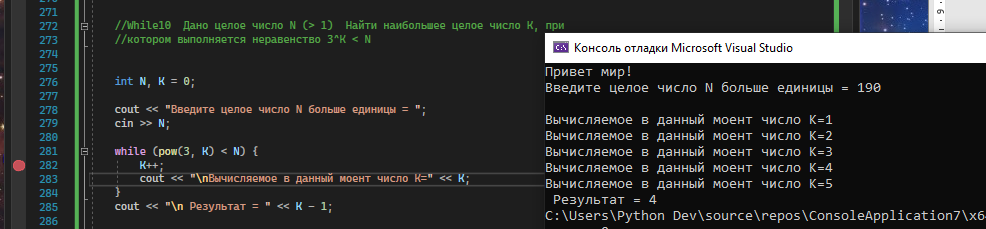 271
272 //While10 Дано целое число N (> 1) Найти наибольшее целое число K, при
273 //котором выполняется неравенство 3^K < N
274
275
276 int N, K = 0;
277
278 cout << "Введите целое число N больше единицы = ";
279 cin >> N;
280
281 while (pow(3, K) < N) {
282 K++;
283 cout << "\nВычисляемое в данный моент число K=" << K;
284 }
285 cout << "\n Результат = " << K - 1;
286
Консоль отладки Microsoft Visual Studio
Привет мир!
Введите целое число N больше единицы = 190
Вычисляемое в данный моент число K=1
Вычисляемое в данный моент число K=2
Вычисляемое в данный моент число K=3
Вычисляемое в данный моент число K=4
Вычисляемое в данный моент число K=5
Результат = 4
C:\Users\Python Dev\source\repos\ConsoleApplication7\x6